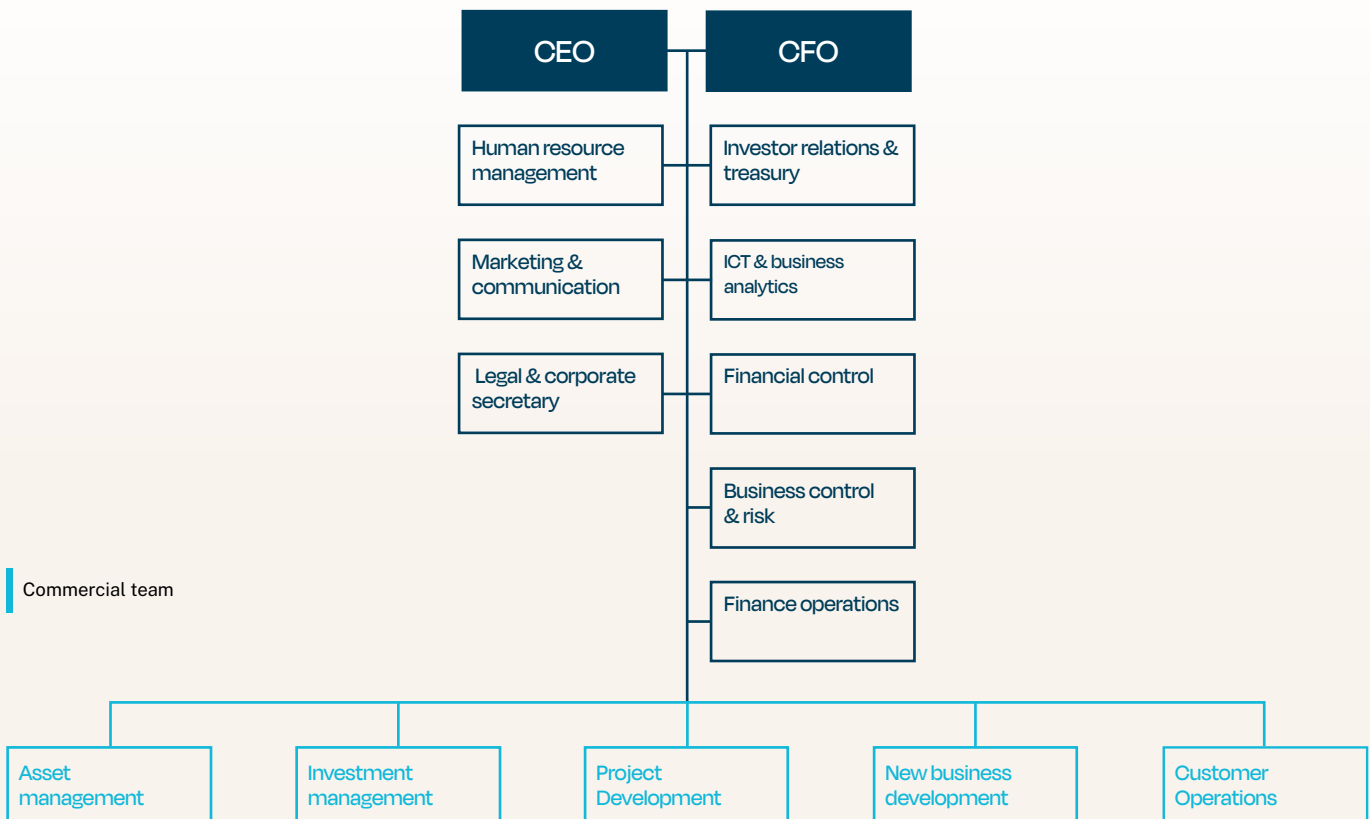 CEO
CFO
Human resource
management
Investor relations &
treasury
Marketing &
communication
ICT & business
analytics
Legal & corporate
secretary
Financial control
Business control
& risk
Commercial team
Finance operations
Asset
management
Investment
management
Project
Development
New business
development
Customer
Operations